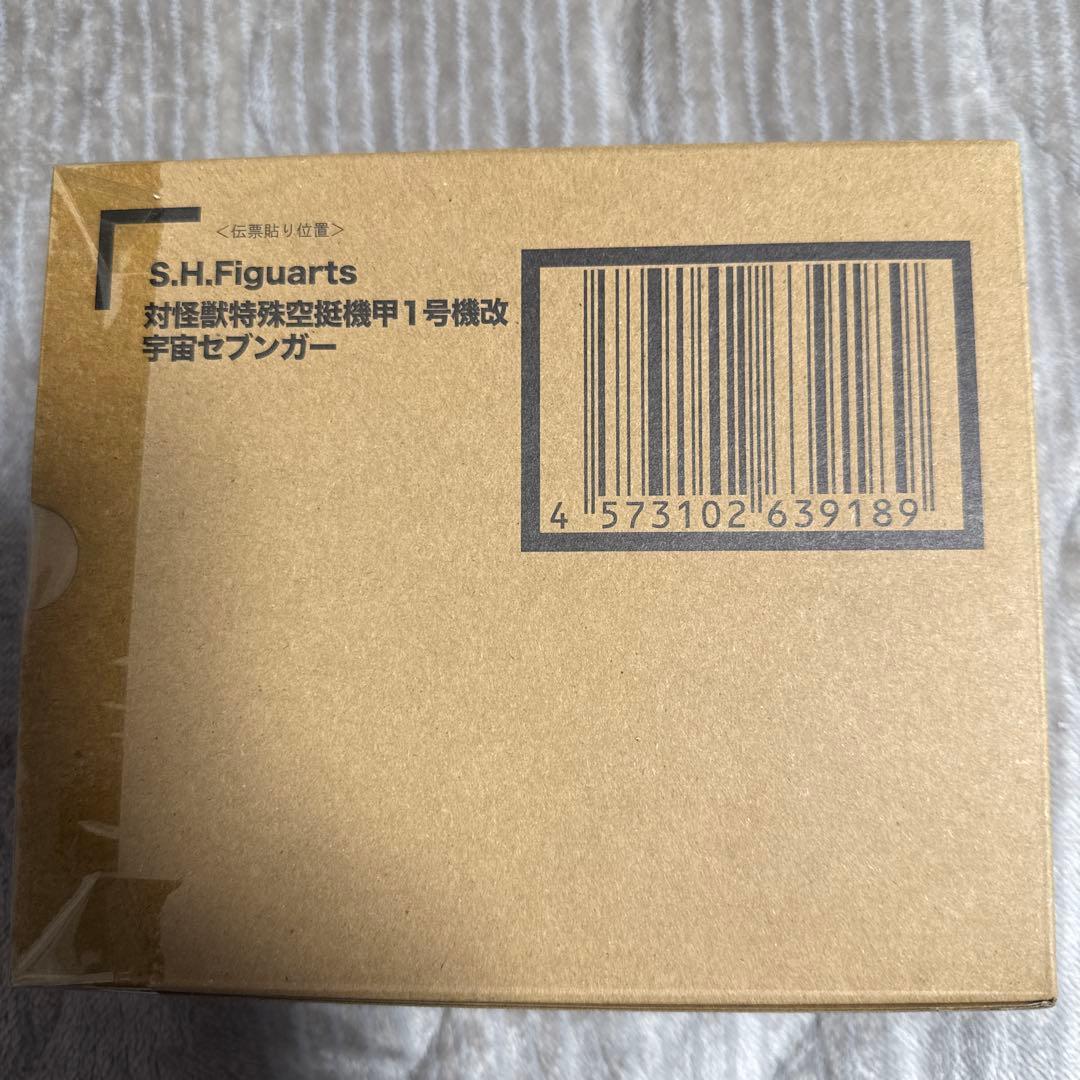 ＜伝票貼り位置＞
S.H.Figuarts
対怪獣特殊空挺機甲1号機改
宇宙セブンガー
4 573102 639189